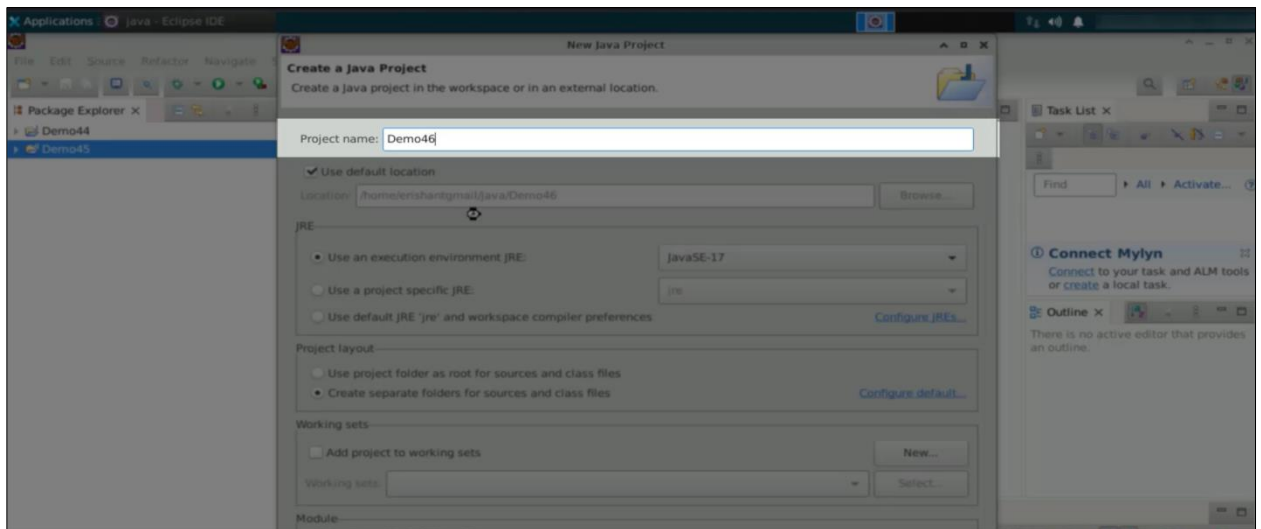 Applications : java - Eclipse IDE
New Java Project
File Edit Source Refactor Navigate
Create a Java Project
Create a Java project in the workspace or in an external location.
Package Explorer
Task List
Demo44
Demo45
Project name: Demo46
Use default location
Location: /home/erishantgmail/java/Demo46 Browse...
Find All Activate...
JRE
Use an execution environment JRE: JavaSE-17
Connect Mylyn
Connect to your task and ALM tools
or create a local task.
Use a project specific JRE: jre
Use default JRE 'jre' and workspace compiler preferences Configure JREs...
Outline
There is no active editor that provides
an outline.
Project layout
Use project folder as root for sources and class files
Create separate folders for sources and class files Configure default...
Working sets
Add project to working sets New...
Working sets: Select...
Module